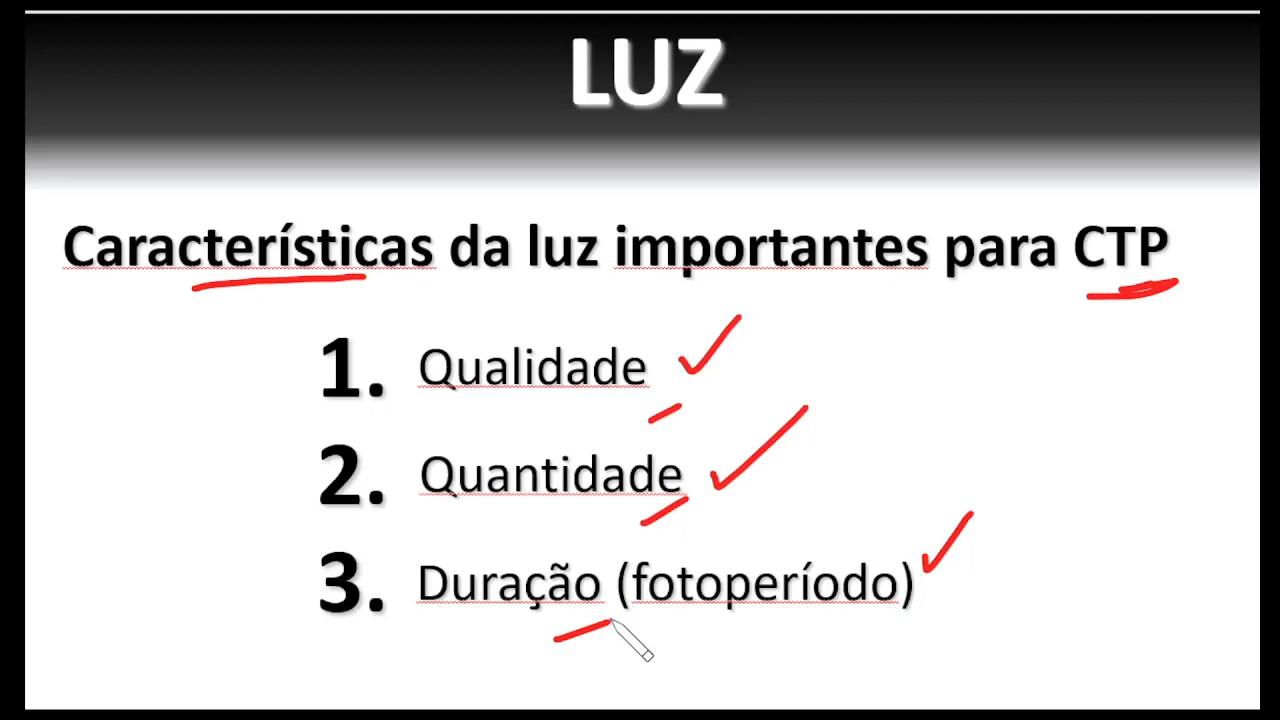 LUZ
Características da luz importantes para CTP
1. Qualidade
2. Quantidade
3. Duração (fotoperíodo)